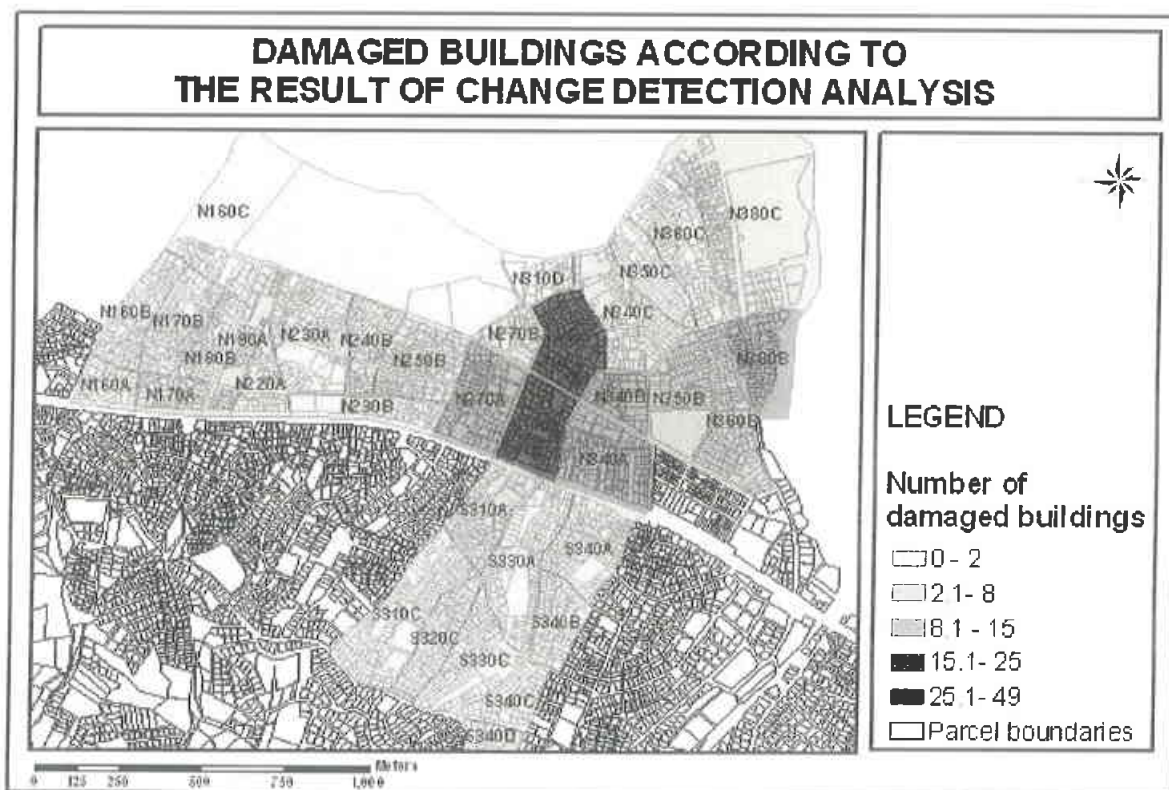 DAMAGED BUILDINGS ACCORDING TO
THE RESULT OF CHANGE DETECTION ANALYSIS
N160C
N380C
N360C
N310D
N350C
N160B
N170B
N190A
N230A
N240B
N270B
N340C
N180B
N250B
N380B
N160A
N170A
N220A
N230B
N270A
N340B
N350B
N360B
N340A
S310A
S330A
S340A
S310C
S320C
S340B
S330C
S340C
S340D
LEGEND
Number of
damaged buildings
0 - 2
2.1 - 8
8.1 - 15
15.1 - 25
25.1 - 49
Parcel boundaries
Meters
0 125 250 500 750 1,000